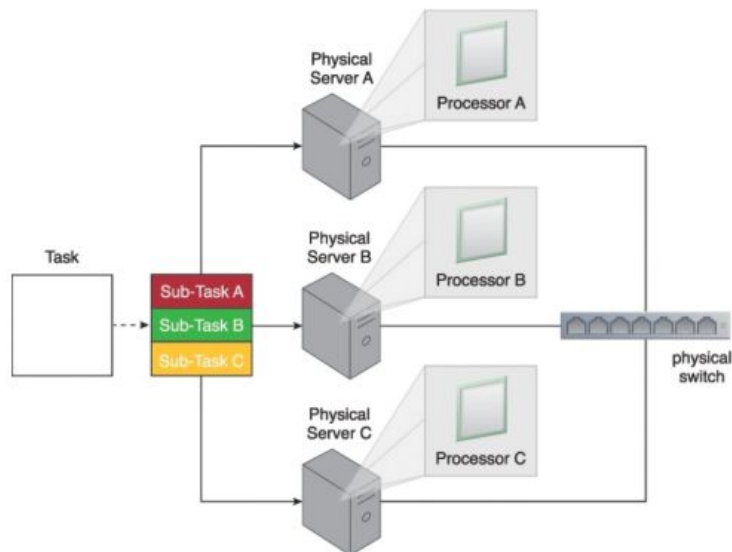 Physical
Server A
Processor A
Physical
Server B
Processor B
Task
Sub-Task A
Sub-Task B
Sub-Task C
physical
switch
Physical
Server C
Processor C